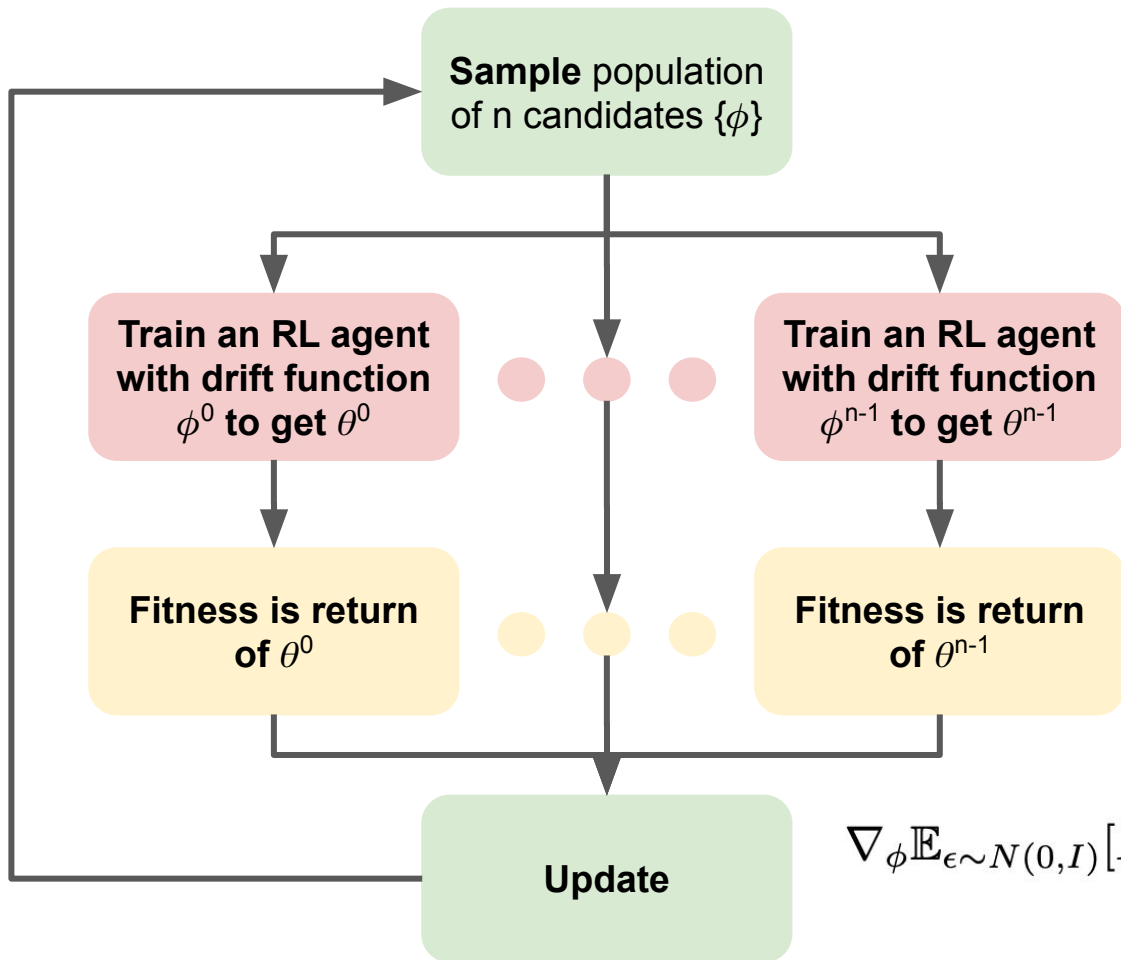 Sample population
of n candidates {ϕ}
Train an RL agent
with drift function
ϕ⁰ to get θ⁰
Train an RL agent
with drift function
ϕⁿ⁻¹ to get θⁿ⁻¹
Fitness is return
of θ⁰
Fitness is return
of θⁿ⁻¹
Update
∇_ϕ 𝔼_{ϵ∼N(0,I)}[